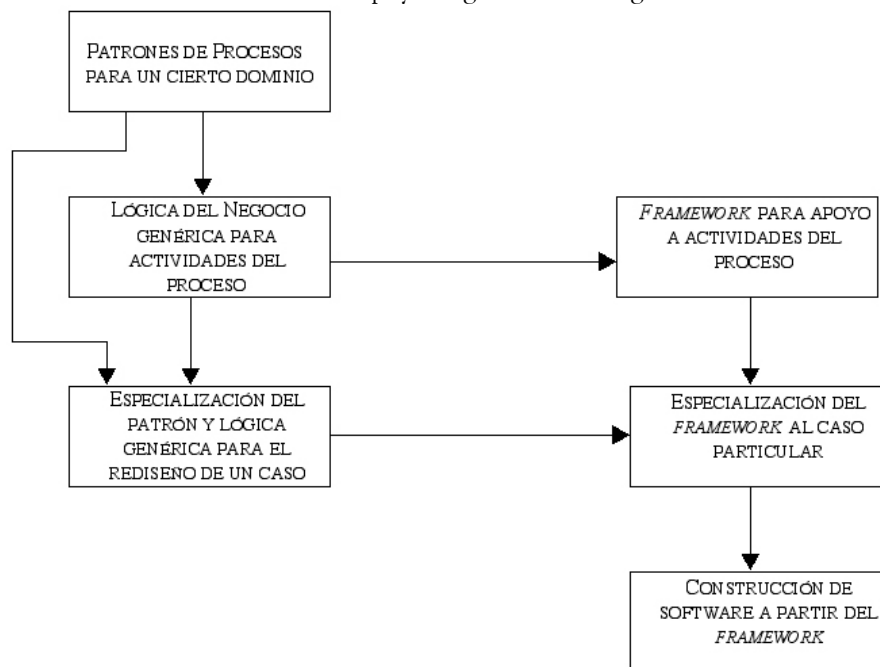 PATRONES DE PROCESOS
PARA UN CIERTO DOMINIO
LÓGICA DEL NEGOCIO
GENÉRICA PARA
ACTIVIDADES DEL
PROCESO
FRAMEWORK PARA APOYO
A ACTIVIDADES DEL
PROCESO
ESPECIALIZACIÓN DEL
PATRÓN Y LÓGICA
GENÉRICA PARA EL
REDISEÑO DE UN CASO
ESPECIALIZACIÓN DEL
FRAMEWORK AL CASO
PARTICULAR
CONSTRUCCIÓN DE
SOFTWARE A PARTIR DEL
FRAMEWORK